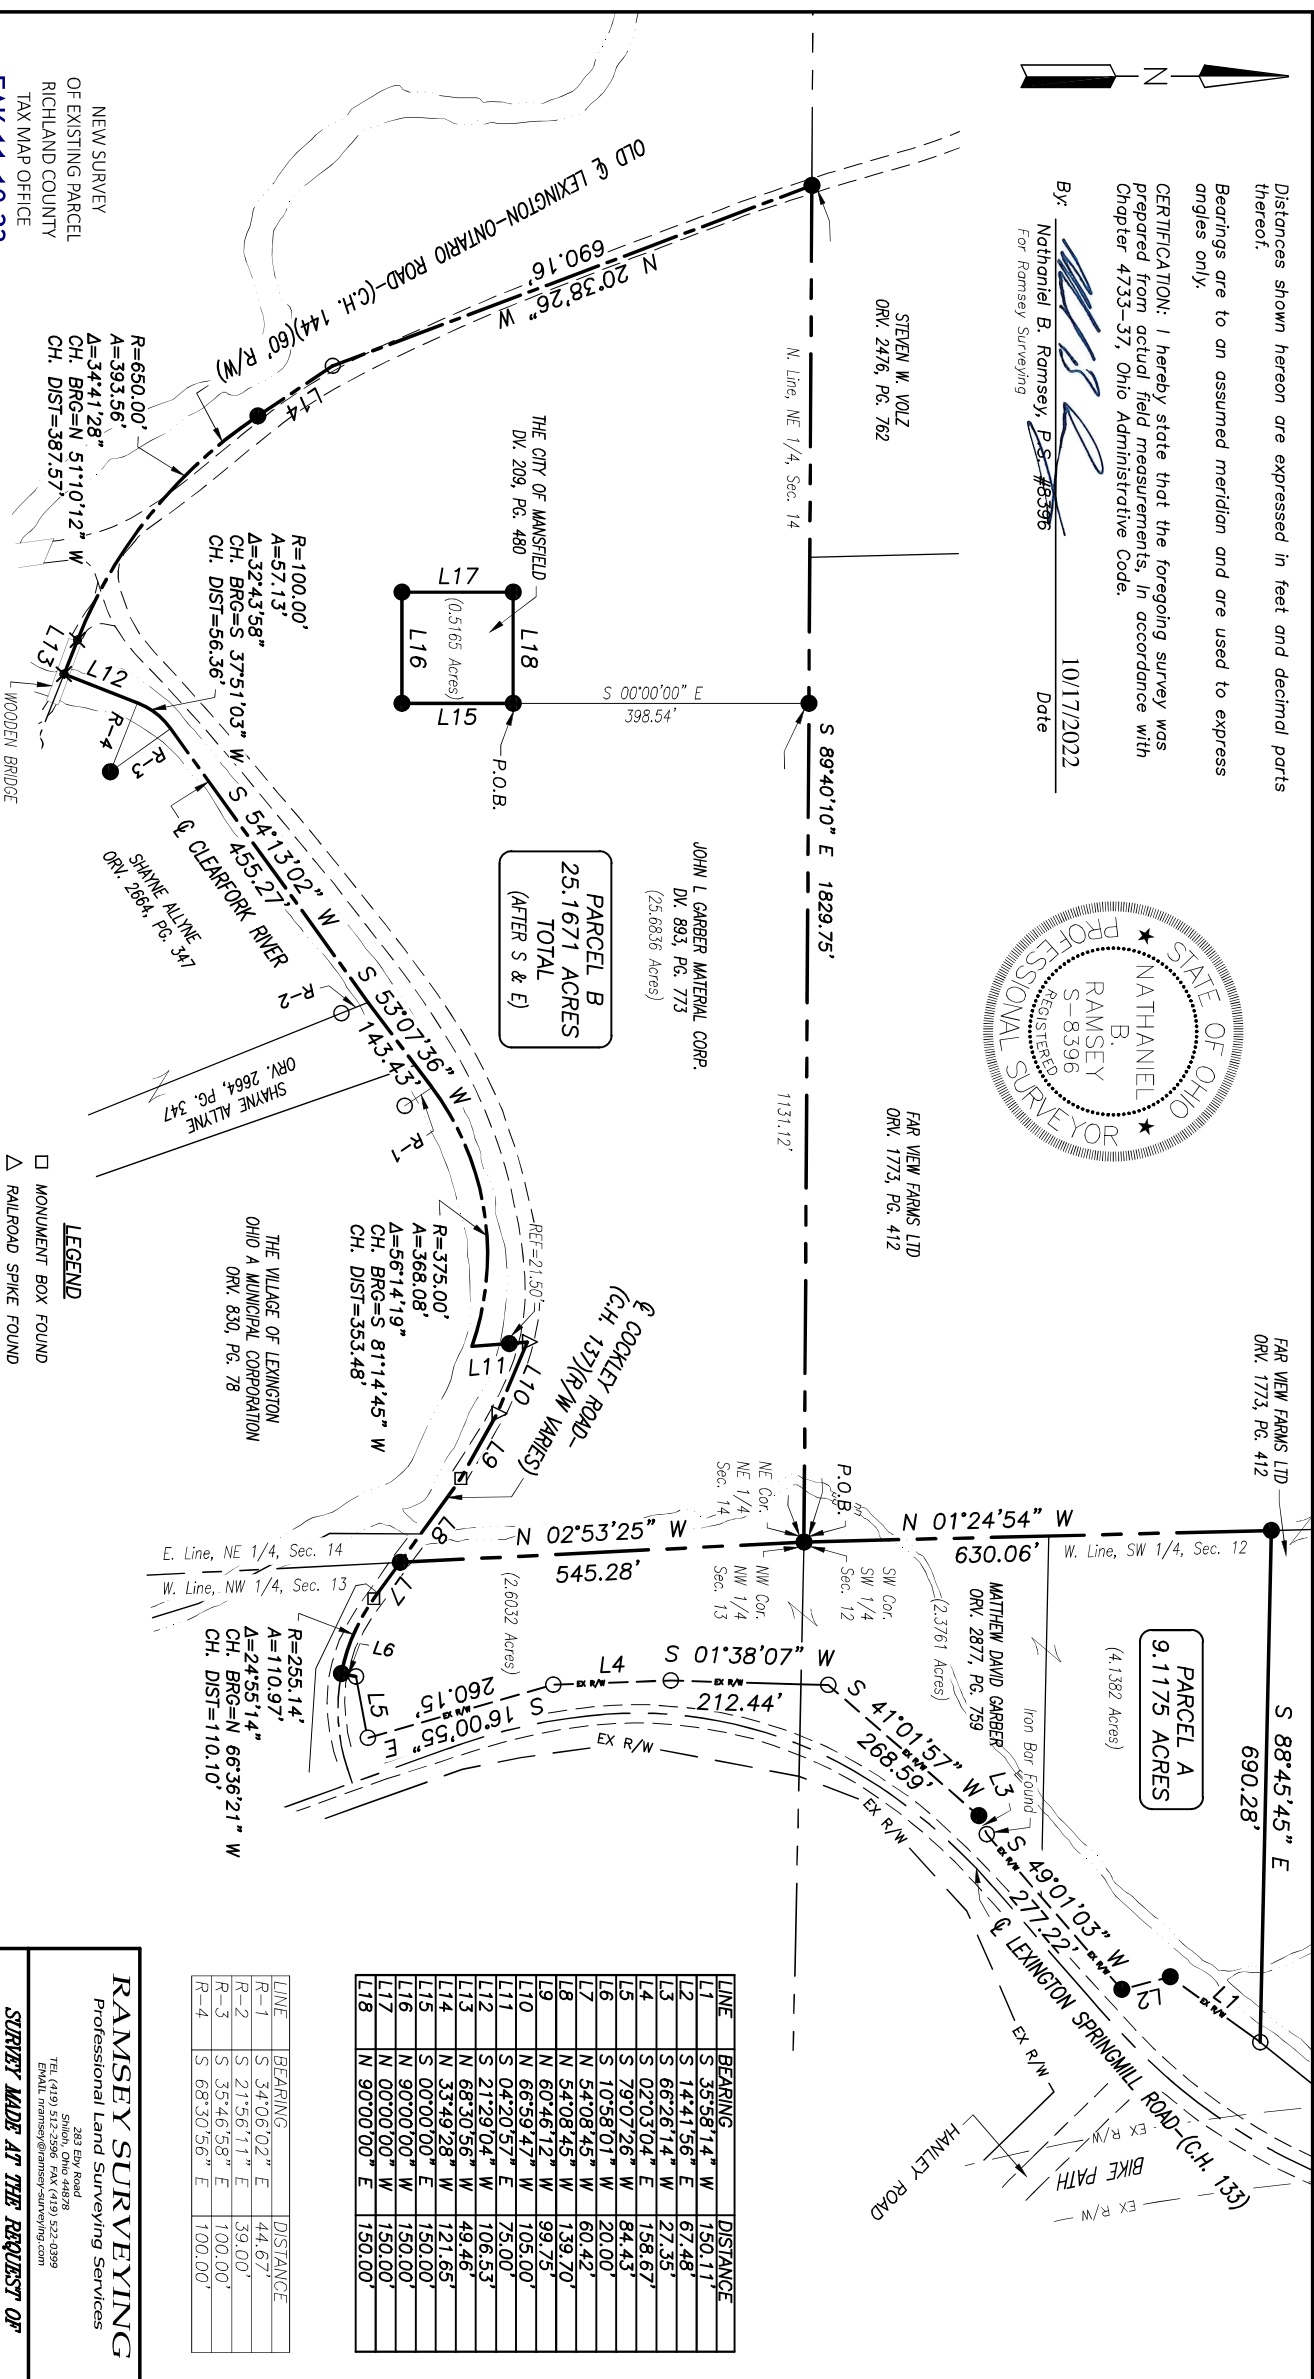 Distances shown hereon are expressed in feet and decimal parts
thereof.
Bearings are to an assumed meridian and are used to express
angles only.
CERTIFICATION: I hereby state that the foregoing survey was
prepared from actual field measurements, In accordance with
Chapter 4733-37, Ohio Administrative Code.
By:
10/17/2022
Nathaniel B. Ramsey, P.S. #8396
Date
For Ramsey Surveying
N
STATE OF OHIO
NATHANIEL
B.
RAMSEY
S-8396
REGISTERED
PROFESSIONAL SURVEYOR
FAR VIEW FARMS LTD
ORV. 1773, PG. 412
S 88°45'45" E
690.28'
PARCEL A
9.1175 ACRES
(4.1382 Acres)
N 01°24'54" W
630.06'
W. Line, SW 1/4, Sec. 12
Iron Bar Found
MATTHEW DAVID GARBER
ORV. 2877, PG. 759
(2.3761 Acres)
L1
L2
S 49°01'03" W
277.22'
L3
S 41°01'57" W
268.59'
EX R/W
EX R/W
EX R/W
EX R/W
℄ LEXINGTON SPRINGMILL ROAD-(C.H. 133)
EX R/W
BIKE PATH
EX R/W
EX R/W
EX R/W
EX R/W
HANLEY ROAD
STEVEN W. VOLZ
ORV. 2476, PG. 762
FAR VIEW FARMS LTD
ORV. 1773, PG. 412
N. Line, NE 1/4, Sec. 14
S 89°40'10" E 1829.75'
1131.12'
P.O.B.
NE Cor.
NE 1/4
Sec. 14
SW Cor.
SW 1/4
Sec. 12
NW Cor.
NW 1/4
Sec. 13
S 01°38'07" W
212.44'
EX R/W
L4
EX R/W
S 16°00'55" E
260.15'
EX R/W
L5
L6
N 02°53'25" W
545.28'
(2.6032 Acres)
E. Line, NE 1/4, Sec. 14
W. Line, NW 1/4, Sec. 13
L7
L8
L9
L10
L11
REF=21.50'
℄ COCKLEY ROAD-
(C.H. 137)(R/W VARIES)
R=255.14'
A=110.97'
Δ=24°55'14"
CH. BRG=N 66°36'21" W
CH. DIST=110.10'
JOHN L GARBER MATERIAL CORP.
DV. 893, PG. 773
(25.6836 Acres)
PARCEL B
25.1671 ACRES
TOTAL
(AFTER S & E)
S 00°00'00" E
398.54'
P.O.B.
THE CITY OF MANSFIELD
DV. 209, PG. 480
L18
L17
(0.5165 Acres)
L15
L16
N 20°38'26" W
690.16'
OLD ℄ LEXINGTON-ONTARIO ROAD-(C.H. 144)(60' R/W)
L14
R=650.00'
A=393.56'
Δ=34°41'28"
CH. BRG=N 51°10'12" W
CH. DIST=387.57'
R=100.00'
A=57.13'
Δ=32°43'58"
CH. BRG=S 37°51'03" W
CH. DIST=56.36'
L13
L12
R-4
R-3
WOODEN BRIDGE
S 54°13'02" W
455.27'
℄ CLEARFORK RIVER
SHAYNE ALLYNE
ORV. 2664, PG. 347
R-2
S 53°07'36" W
143.43'
R-1
SHAYNE ALLYNE
ORV. 2664, PG. 347
R=375.00'
A=368.08'
Δ=56°14'19"
CH. BRG=S 81°14'45" W
CH. DIST=353.48'
THE VILLAGE OF LEXINGTON
OHIO A MUNICIPAL CORPORATION
ORV. 830, PG. 78
NEW SURVEY
OF EXISTING PARCEL
RICHLAND COUNTY
TAX MAP OFFICE
LEGEND
□ MONUMENT BOX FOUND
△ RAILROAD SPIKE FOUND
LINE BEARING DISTANCE
L1 S 35°58'14" W 150.11'
L2 S 14°41'56" E 67.48'
L3 S 66°26'14" W 27.35'
L4 S 02°03'04" E 158.67'
L5 S 79°07'26" W 84.43'
L6 S 10°58'01" W 20.00'
L7 N 54°08'45" W 60.42'
L8 N 54°08'45" W 139.70'
L9 N 60°46'12" W 99.75'
L10 N 66°59'47" W 105.00'
L11 S 04°20'57" E 75.00'
L12 S 21°29'04" W 106.53'
L13 N 68°30'56" W 49.46'
L14 N 33°49'28" W 121.65'
L15 S 00°00'00" E 150.00'
L16 N 90°00'00" W 150.00'
L17 N 00°00'00" W 150.00'
L18 N 90°00'00" E 150.00'
LINE BEARING DISTANCE
R-1 S 34°06'02" E 44.67'
R-2 S 21°56'11" E 39.00'
R-3 S 35°46'58" E 100.00'
R-4 S 68°30'56" E 100.00'
RAMSEY SURVEYING
Professional Land Surveying Services
283 Eby Road
Shiloh, Ohio 44878
TEL (419) 512-2596 FAX (419) 522-0399
EMAIL nramsey@ramsey-surveying.com
SURVEY MADE AT THE REQUEST OF